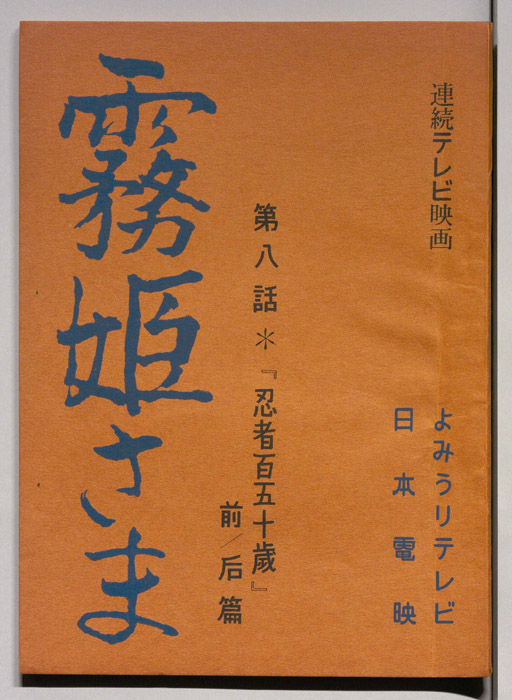 連続テレビ映画
よみうりテレビ
日本電映
第八話＊『忍者百五十歳』
前／后篇
霧姫さま